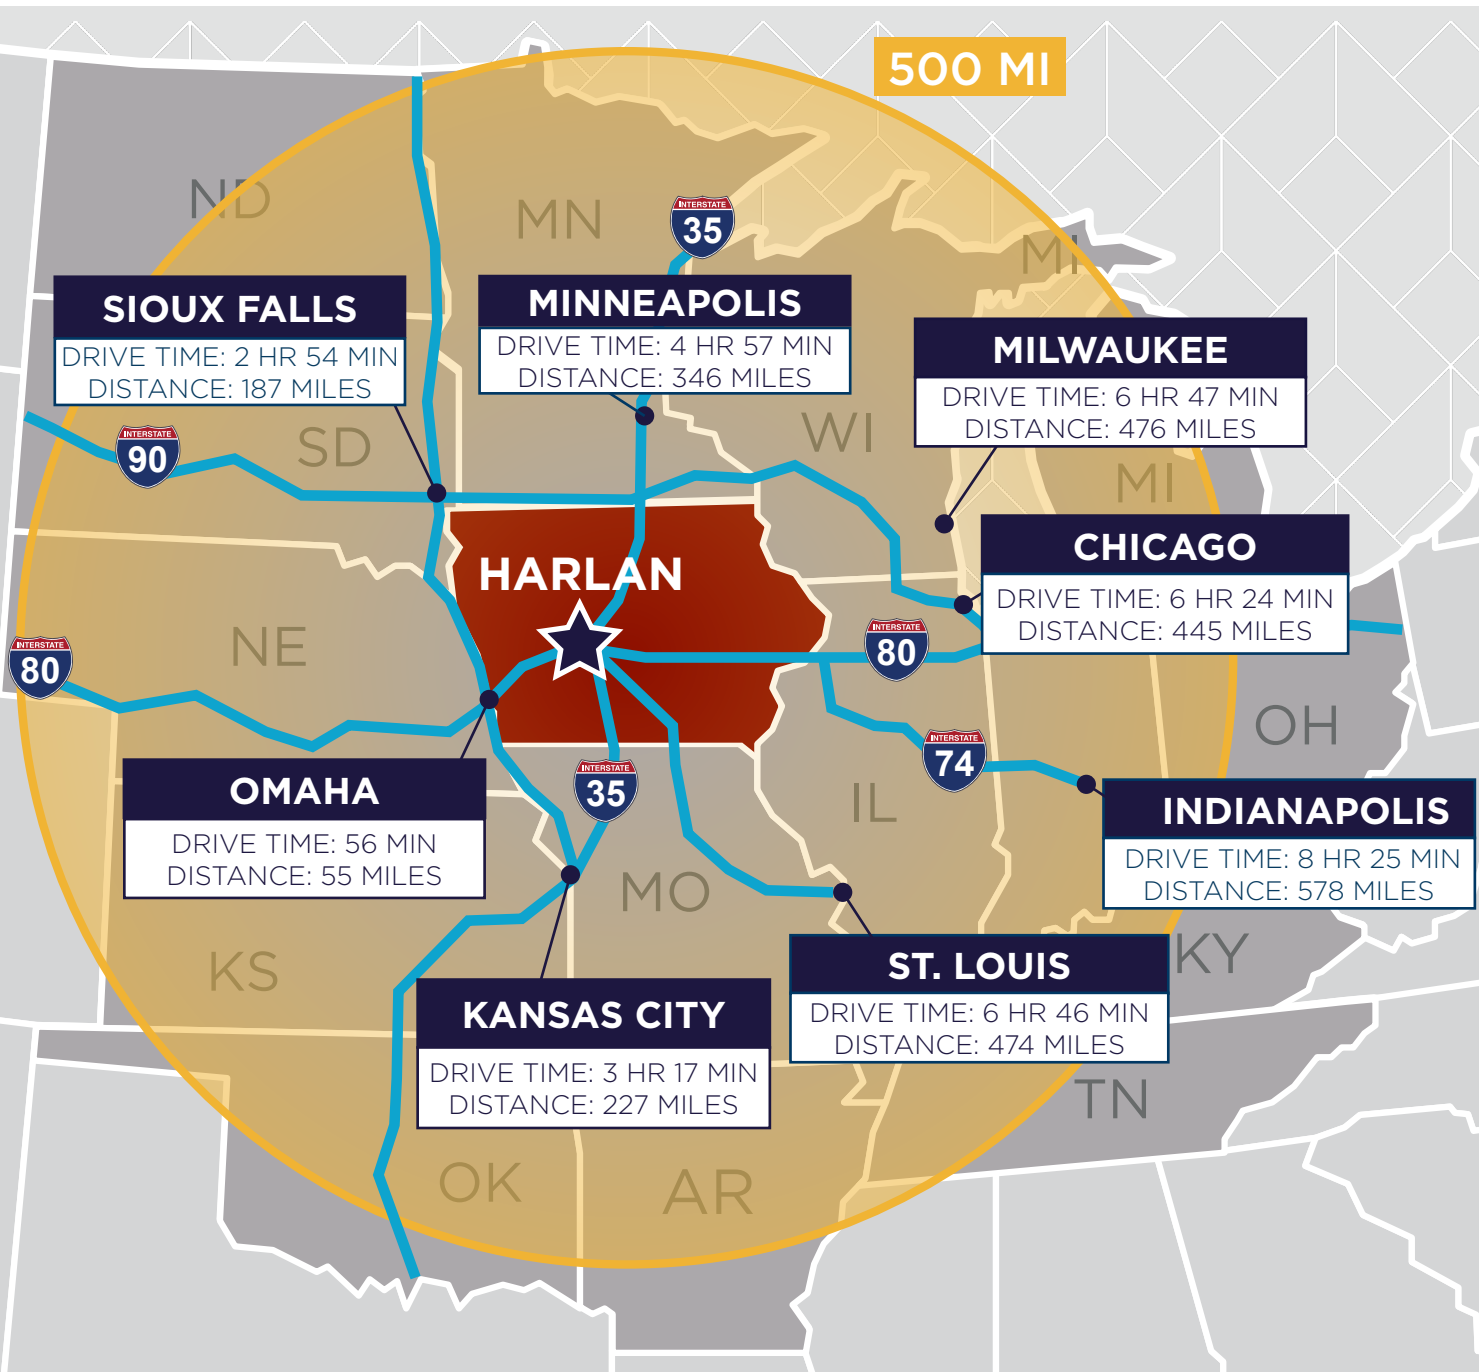 500 MI
ND
MN
INTERSTATE
35
MI
SIOUX FALLS
DRIVE TIME: 2 HR 54 MIN
DISTANCE: 187 MILES
MINNEAPOLIS
DRIVE TIME: 4 HR 57 MIN
DISTANCE: 346 MILES
MILWAUKEE
DRIVE TIME: 6 HR 47 MIN
DISTANCE: 476 MILES
INTERSTATE
90
SD
WI
MI
HARLAN
CHICAGO
DRIVE TIME: 6 HR 24 MIN
DISTANCE: 445 MILES
INTERSTATE
80
NE
INTERSTATE
80
OH
INTERSTATE
74
OMAHA
DRIVE TIME: 56 MIN
DISTANCE: 55 MILES
INTERSTATE
35
IL
INDIANAPOLIS
DRIVE TIME: 8 HR 25 MIN
DISTANCE: 578 MILES
MO
KS
KY
ST. LOUIS
DRIVE TIME: 6 HR 46 MIN
DISTANCE: 474 MILES
KANSAS CITY
DRIVE TIME: 3 HR 17 MIN
DISTANCE: 227 MILES
TN
OK
AR